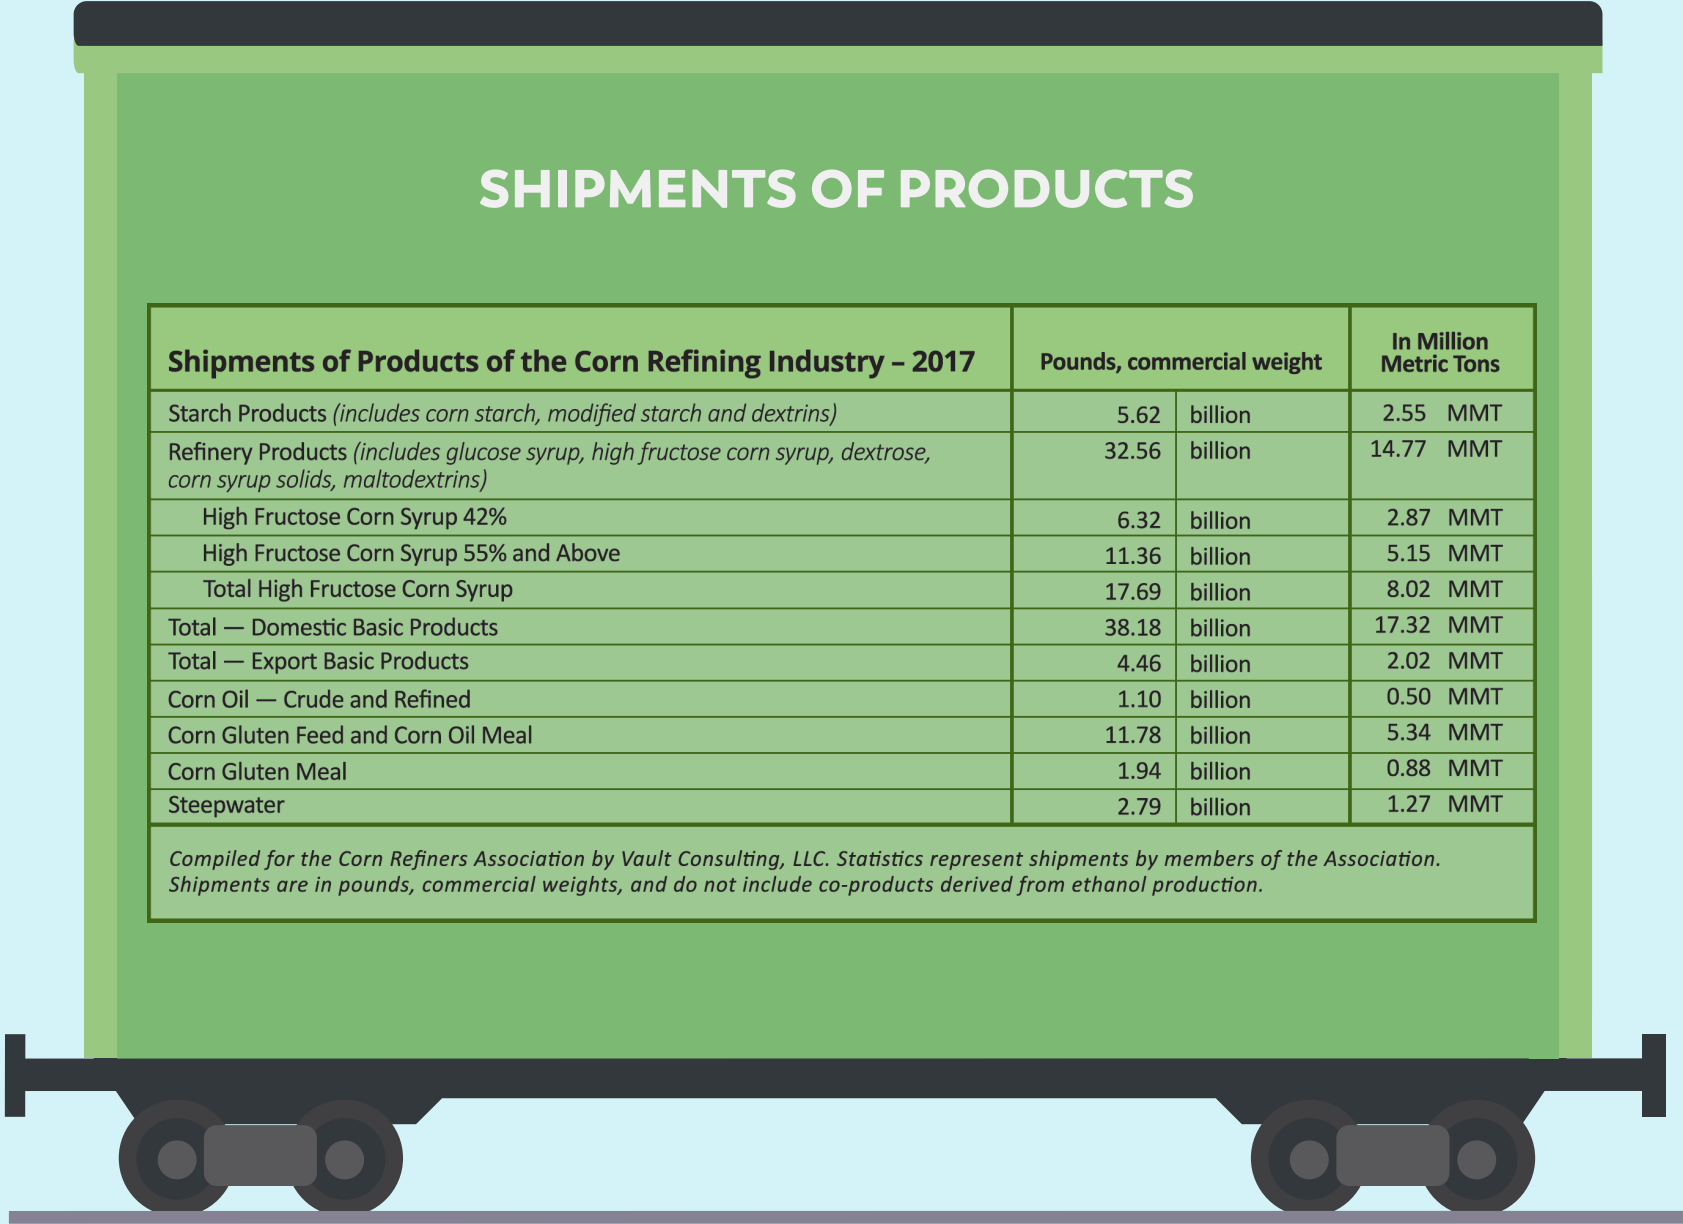 SHIPMENTS OF PRODUCTS
Shipments of Products of the Corn Refining Industry – 2017 Pounds, commercial weight In Million
Metric Tons
Starch Products (includes corn starch, modified starch and dextrins) 5.62 billion 2.55 MMT
Refinery Products (includes glucose syrup, high fructose corn syrup, dextrose, 32.56 billion 14.77 MMT
corn syrup solids, maltodextrins)
High Fructose Corn Syrup 42% 6.32 billion 2.87 MMT
High Fructose Corn Syrup 55% and Above 11.36 billion 5.15 MMT
Total High Fructose Corn Syrup 17.69 billion 8.02 MMT
Total — Domestic Basic Products 38.18 billion 17.32 MMT
Total — Export Basic Products 4.46 billion 2.02 MMT
Corn Oil — Crude and Refined 1.10 billion 0.50 MMT
Corn Gluten Feed and Corn Oil Meal 11.78 billion 5.34 MMT
Corn Gluten Meal 1.94 billion 0.88 MMT
Steepwater 2.79 billion 1.27 MMT
Compiled for the Corn Refiners Association by Vault Consulting, LLC. Statistics represent shipments by members of the Association.
Shipments are in pounds, commercial weights, and do not include co-products derived from ethanol production.